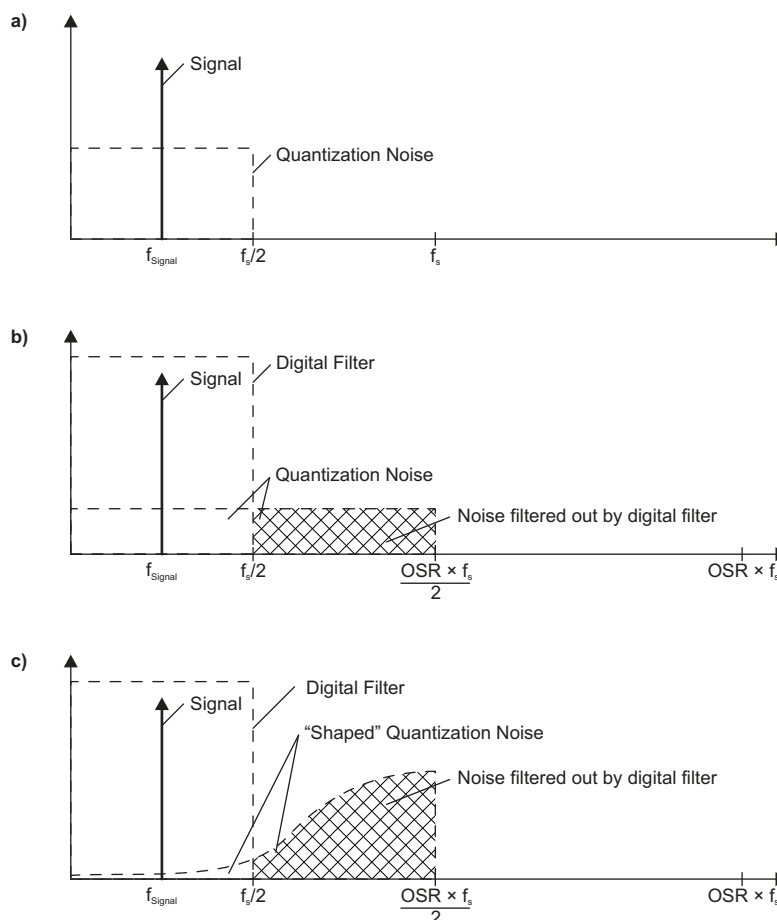 a)
Signal
Quantization Noise
fSignal
fs/2
fs
b)
Digital Filter
Signal
Quantization Noise
Noise filtered out by digital filter
fSignal
fs/2
OSR × fs
2
OSR × fs
c)
Digital Filter
Signal
“Shaped” Quantization Noise
Noise filtered out by digital filter
fSignal
fs/2
OSR × fs
2
OSR × fs